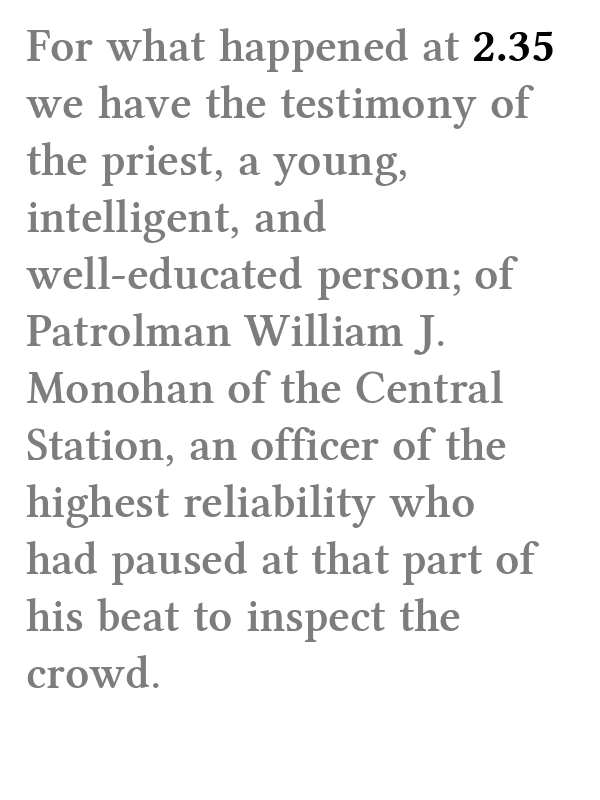 For what happened at 2.35
we have the testimony of
the priest, a young,
intelligent, and
well-educated person; of
Patrolman William J.
Monohan of the Central
Station, an officer of the
highest reliability who
had paused at that part of
his beat to inspect the
crowd.